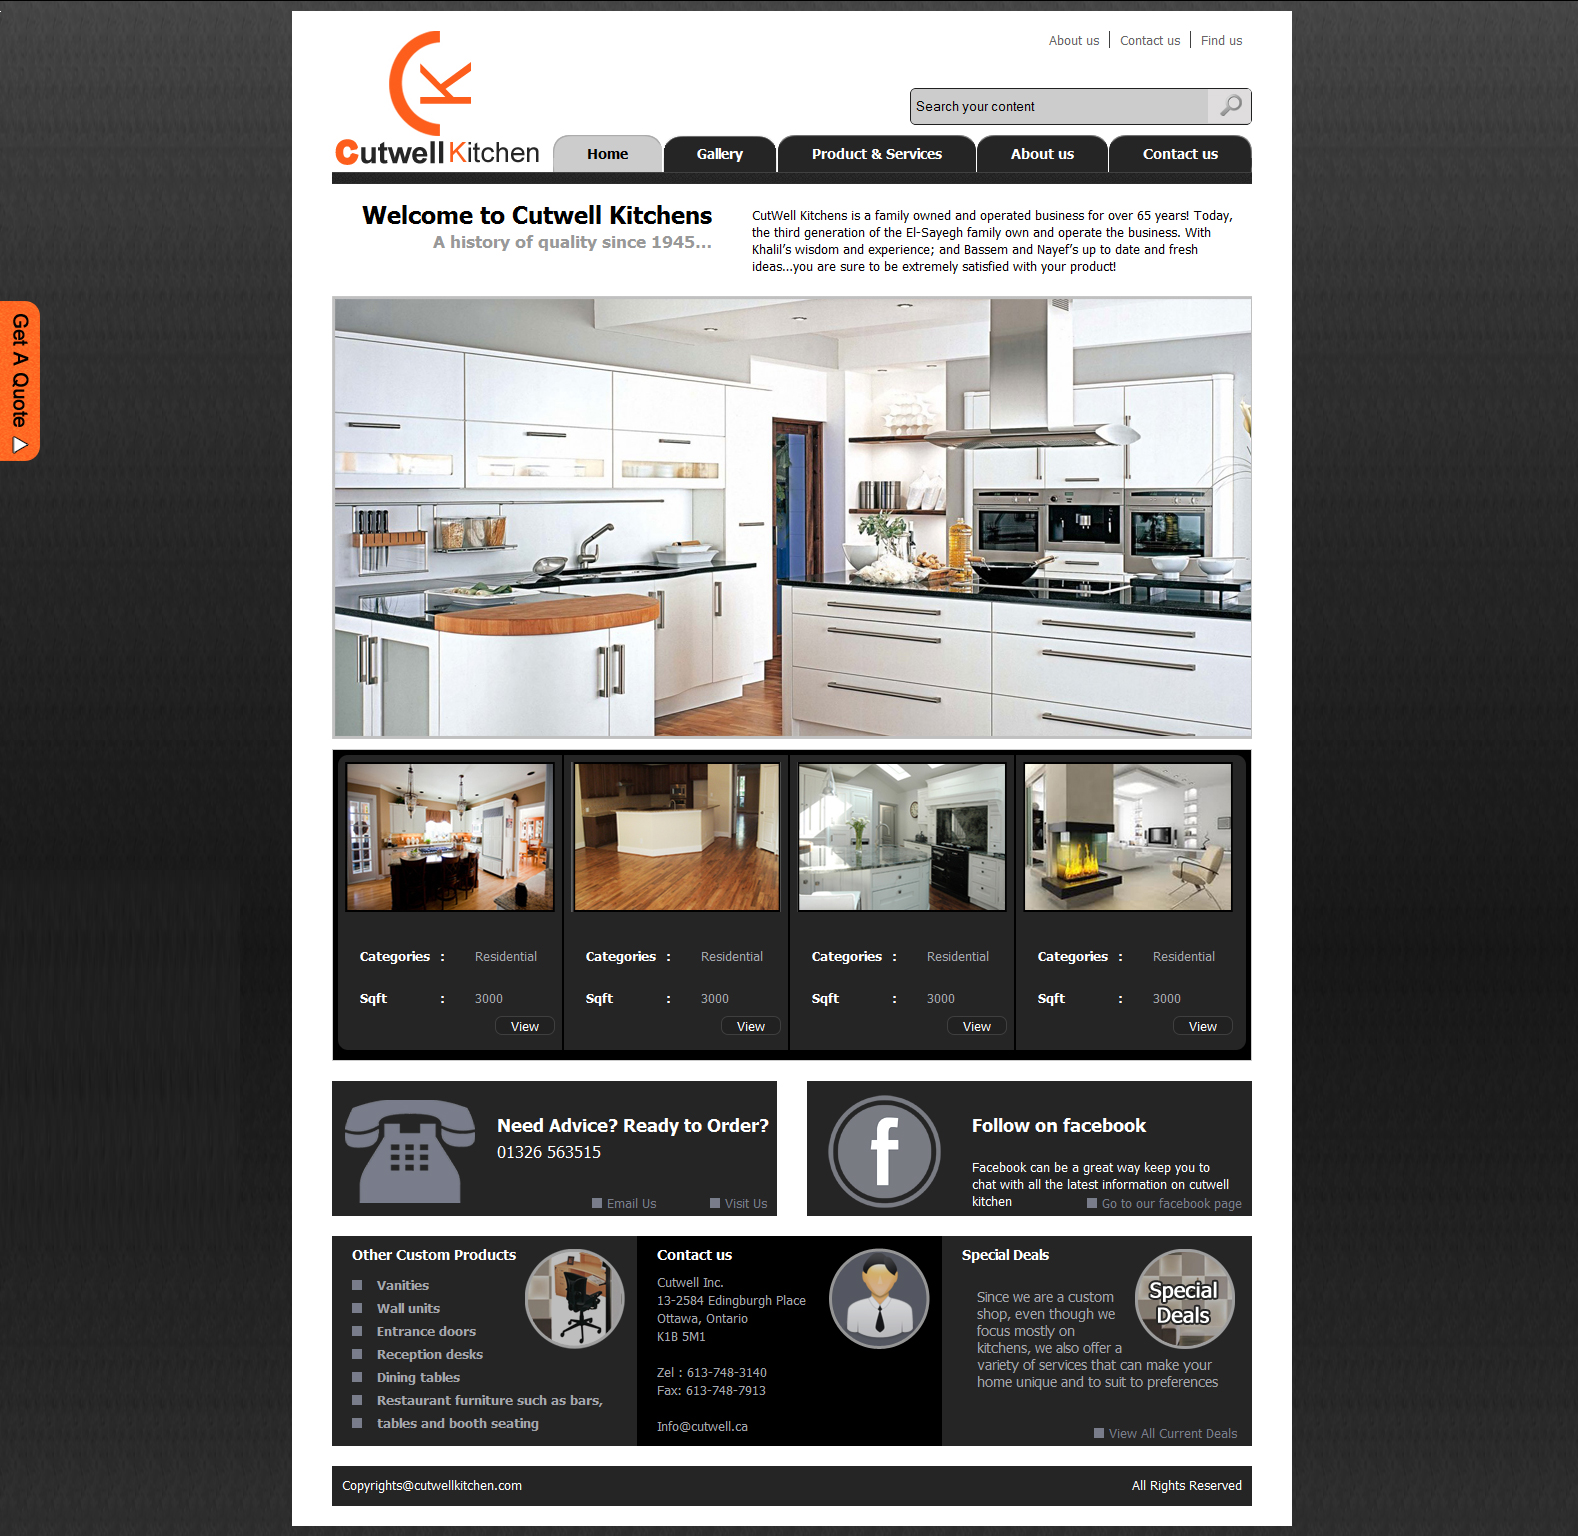 About us
Contact us
Find us
Search your content
Cutwell Kitchen
Home
Gallery
Product & Services
About us
Contact us
Welcome to Cutwell Kitchens
A history of quality since 1945...
CutWell Kitchens is a family owned and operated business for over 65 years! Today,
the third generation of the El-Sayegh family own and operate the business. With
Khalil's wisdom and experience; and Bassem and Nayef's up to date and fresh
ideas...you are sure to be extremely satisfied with your product!
Get A Quote
Categories : Residential
Sqft : 3000
View
Categories : Residential
Sqft : 3000
View
Categories : Residential
Sqft : 3000
View
Categories : Residential
Sqft : 3000
View
Need Advice? Ready to Order?
01326 563515
Email Us
Visit Us
f
Follow on facebook
Facebook can be a great way keep you to
chat with all the latest information on cutwell
kitchen
Go to our facebook page
Other Custom Products
Vanities
Wall units
Entrance doors
Reception desks
Dining tables
Restaurant furniture such as bars,
tables and booth seating
Contact us
Cutwell Inc.
13-2584 Edingburgh Place
Ottawa, Ontario
K1B 5M1
Zel : 613-748-3140
Fax: 613-748-7913
Info@cutwell.ca
Special Deals
Special
Deals
Since we are a custom
shop, even though we
focus mostly on
kitchens, we also offer a
variety of services that can make your
home unique and to suit to preferences
View All Current Deals
Copyrights@cutwellkitchen.com
All Rights Reserved